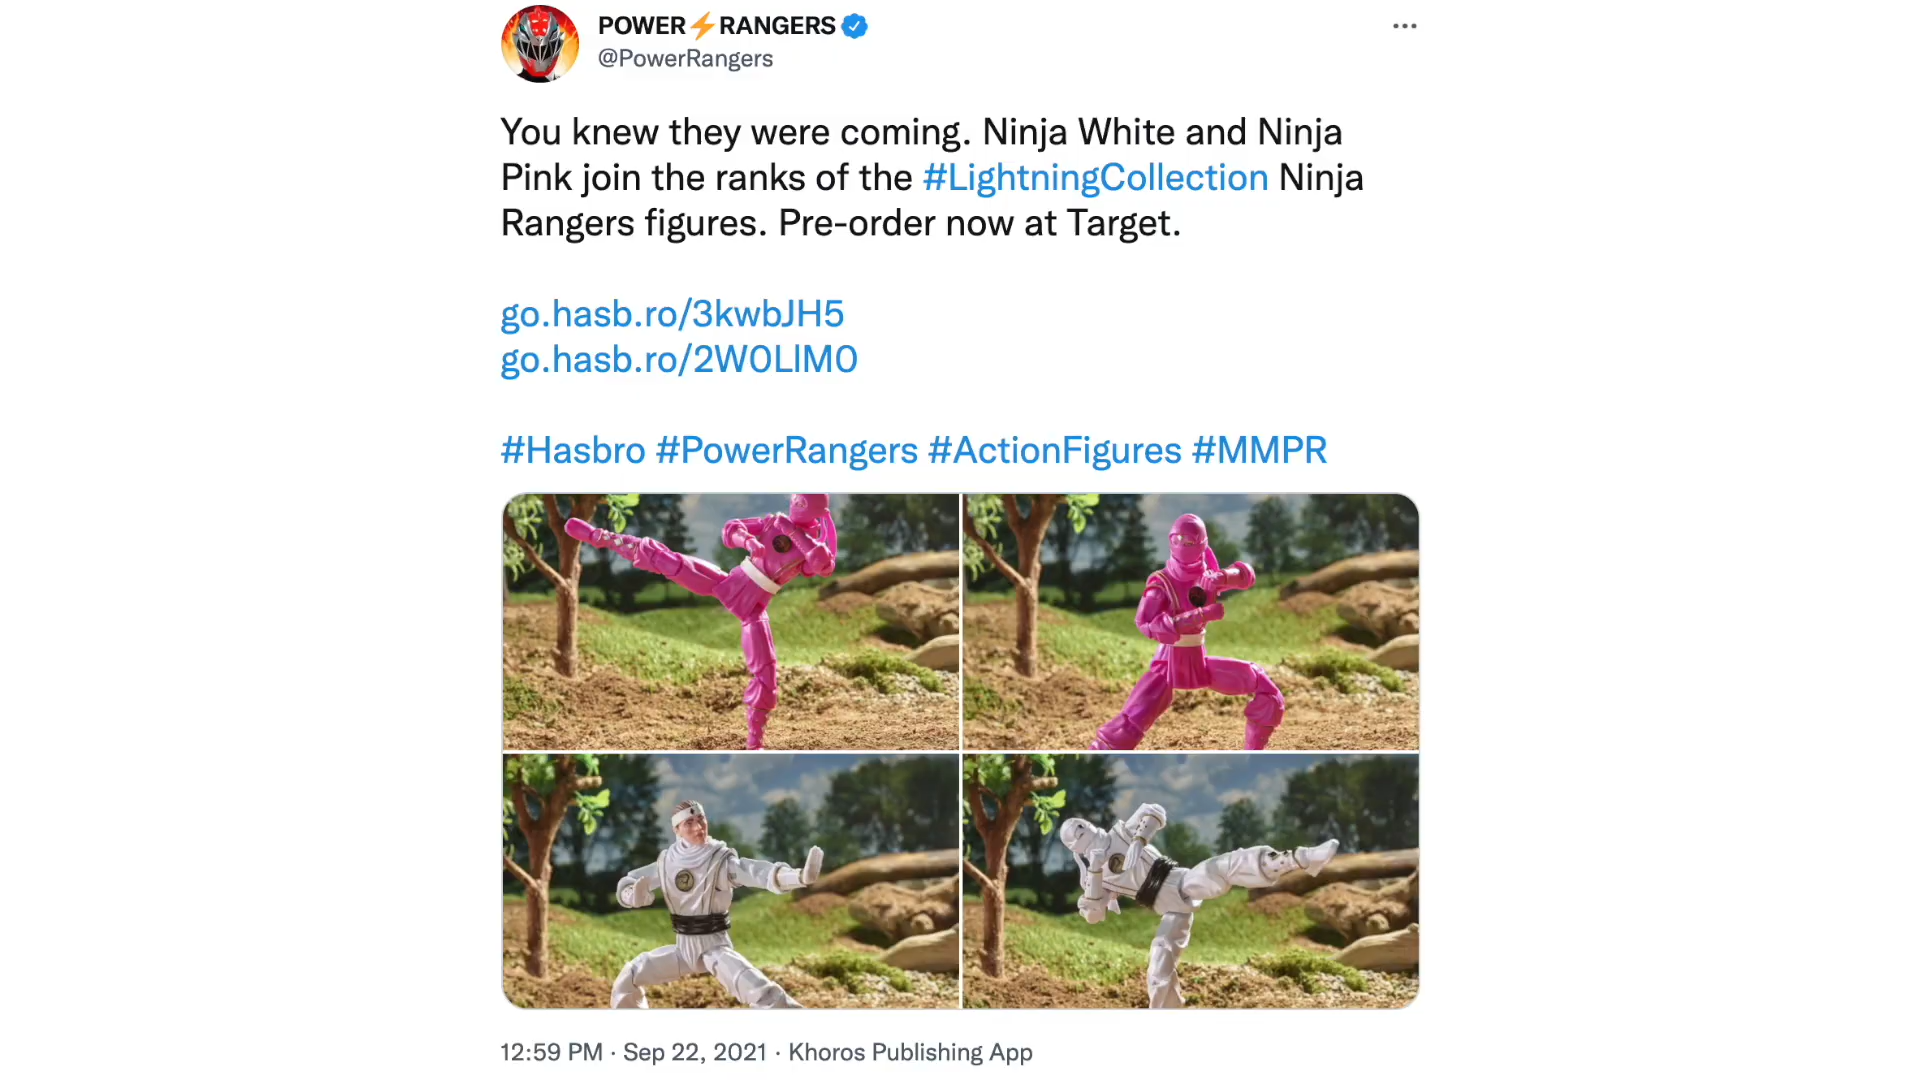 POWER⚡RANGERS
@PowerRangers
You knew they were coming. Ninja White and Ninja
Pink join the ranks of the #LightningCollection Ninja
Rangers figures. Pre-order now at Target.
go.hasb.ro/3kwbJH5
go.hasb.ro/2W0LlM0
#Hasbro #PowerRangers #ActionFigures #MMPR
12:59 PM · Sep 22, 2021 · Khoros Publishing App